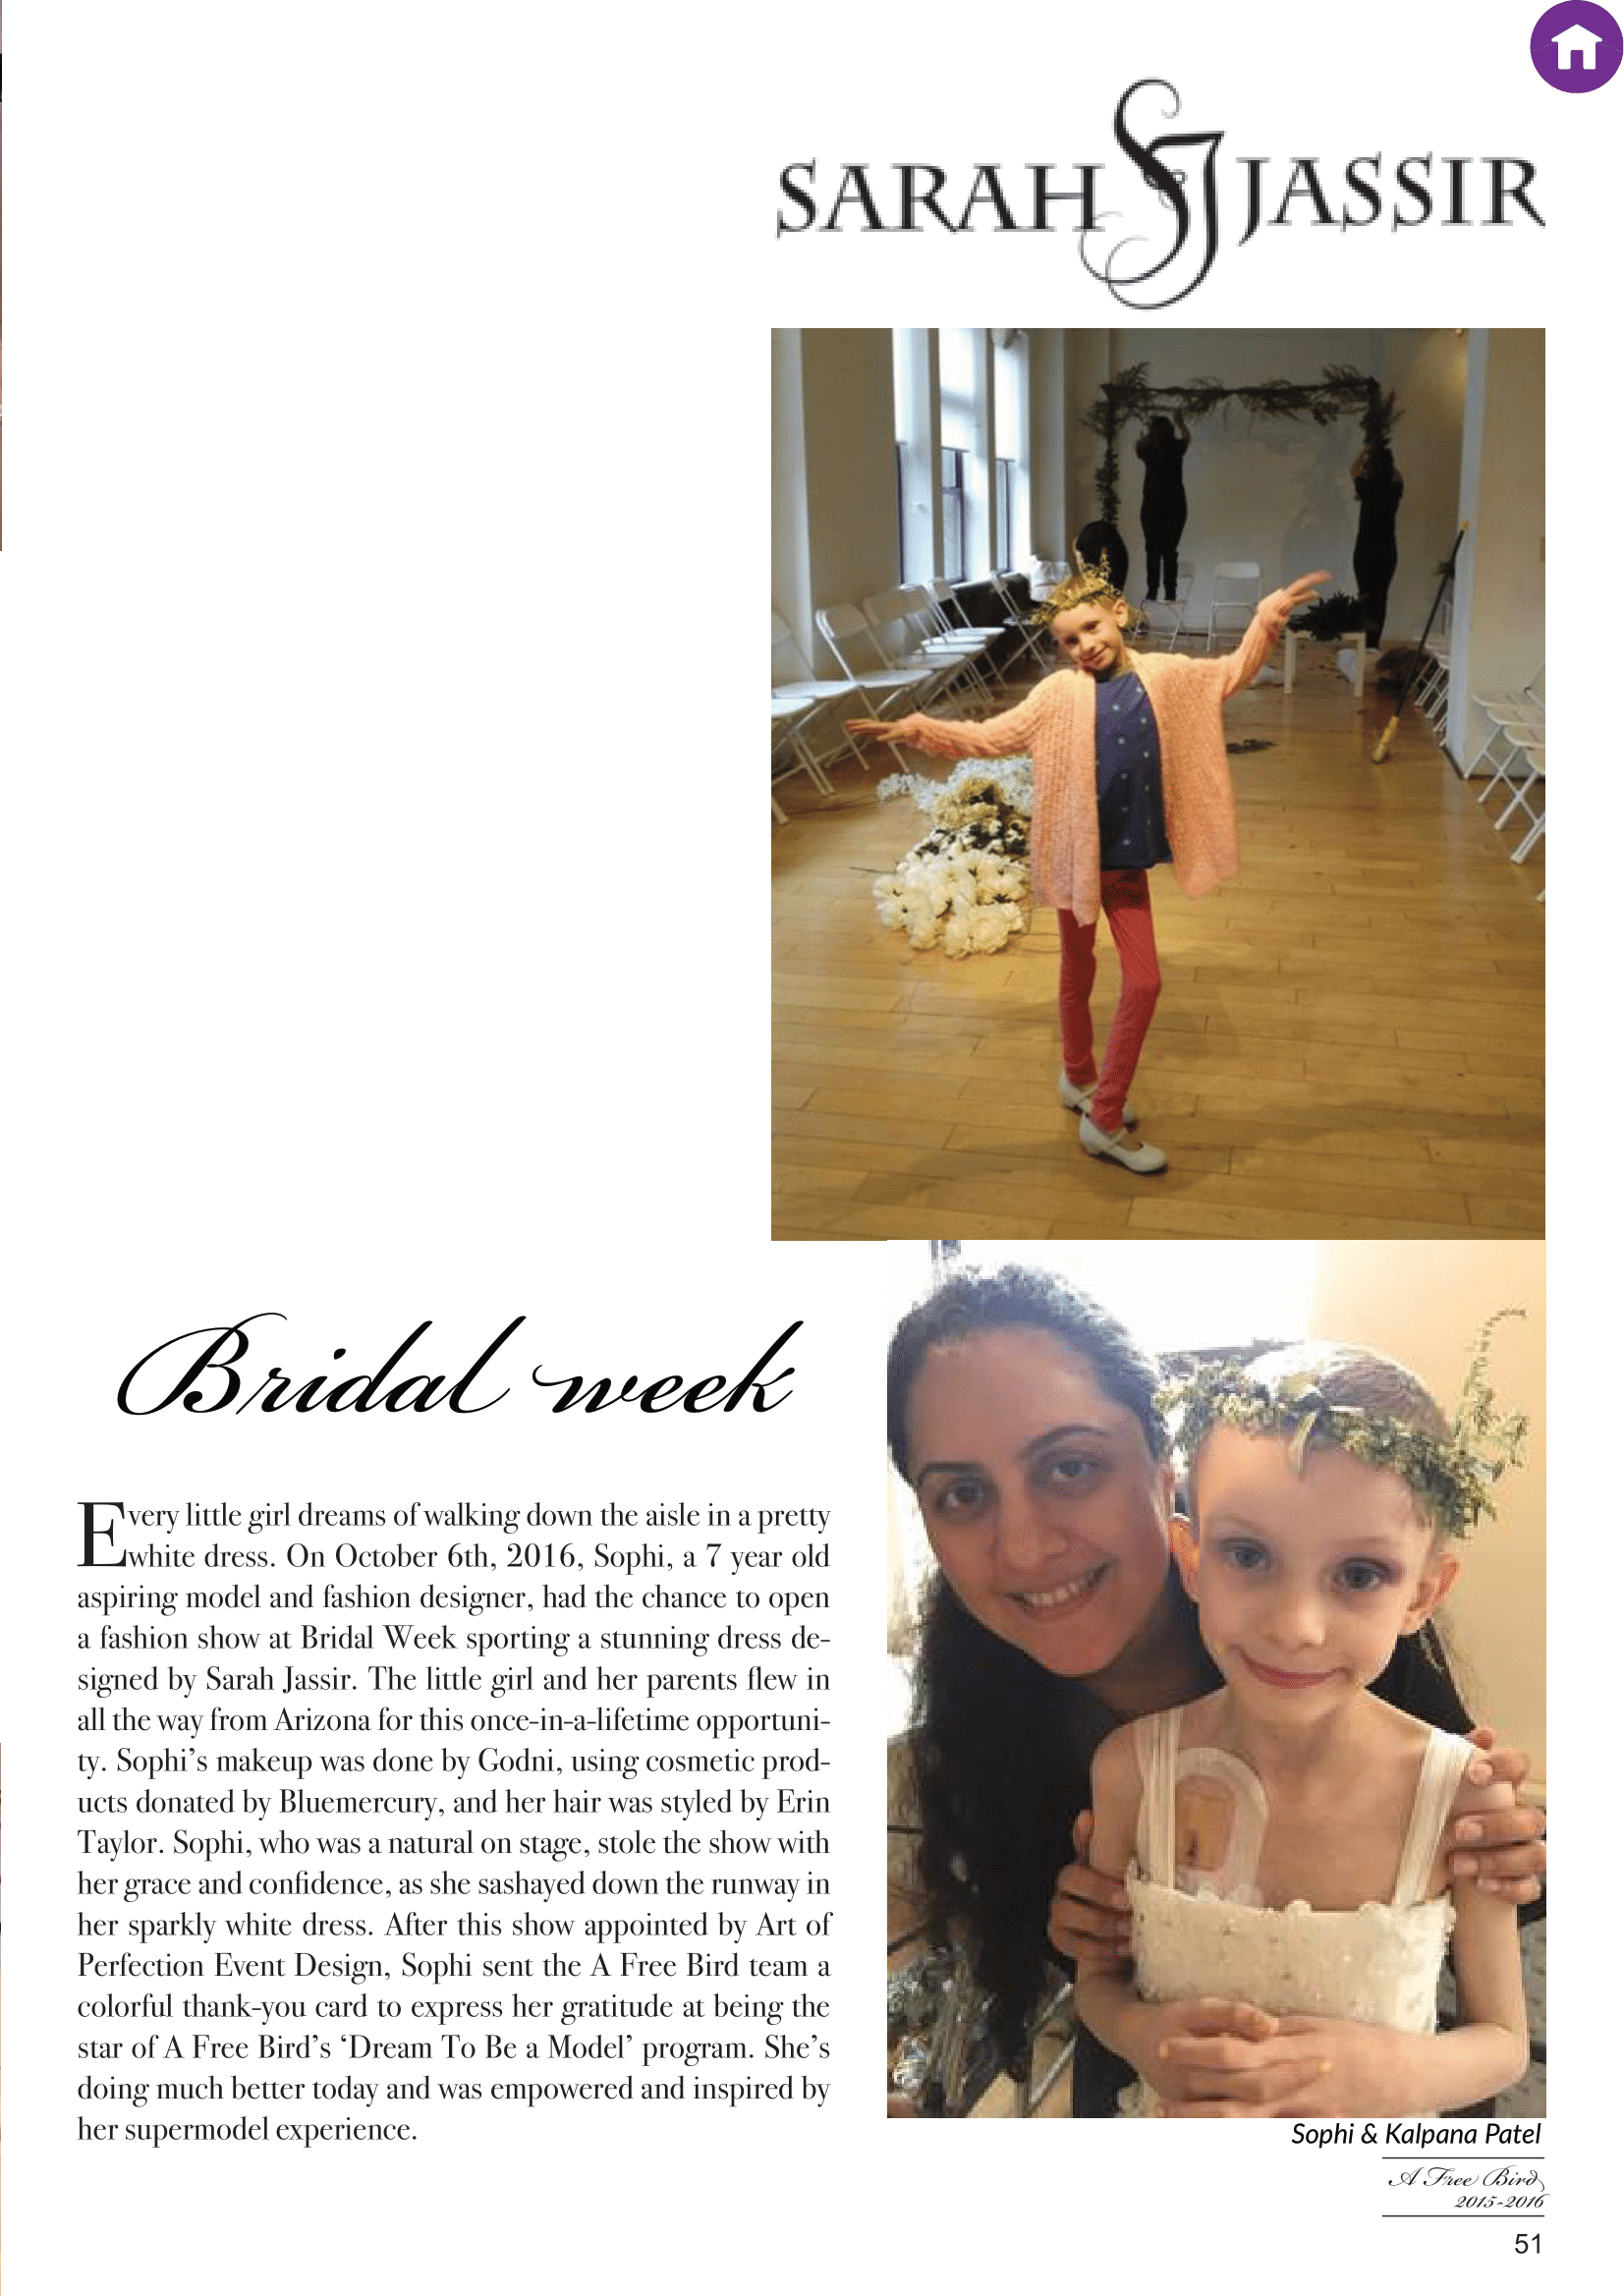 SARAH SJ JASSIR
Bridal week
Every little girl dreams of walking down the aisle in a pretty
white dress. On October 6th, 2016, Sophi, a 7 year old
aspiring model and fashion designer, had the chance to open
a fashion show at Bridal Week sporting a stunning dress de-
signed by Sarah Jassir. The little girl and her parents flew in
all the way from Arizona for this once-in-a-lifetime opportuni-
ty. Sophi’s makeup was done by Godni, using cosmetic prod-
ucts donated by Bluemercury, and her hair was styled by Erin
Taylor. Sophi, who was a natural on stage, stole the show with
her grace and confidence, as she sashayed down the runway in
her sparkly white dress. After this show appointed by Art of
Perfection Event Design, Sophi sent the A Free Bird team a
colorful thank-you card to express her gratitude at being the
star of A Free Bird’s ‘Dream To Be a Model’ program. She’s
doing much better today and was empowered and inspired by
her supermodel experience.
Sophi & Kalpana Patel
A Free Bird
2015-2016
51